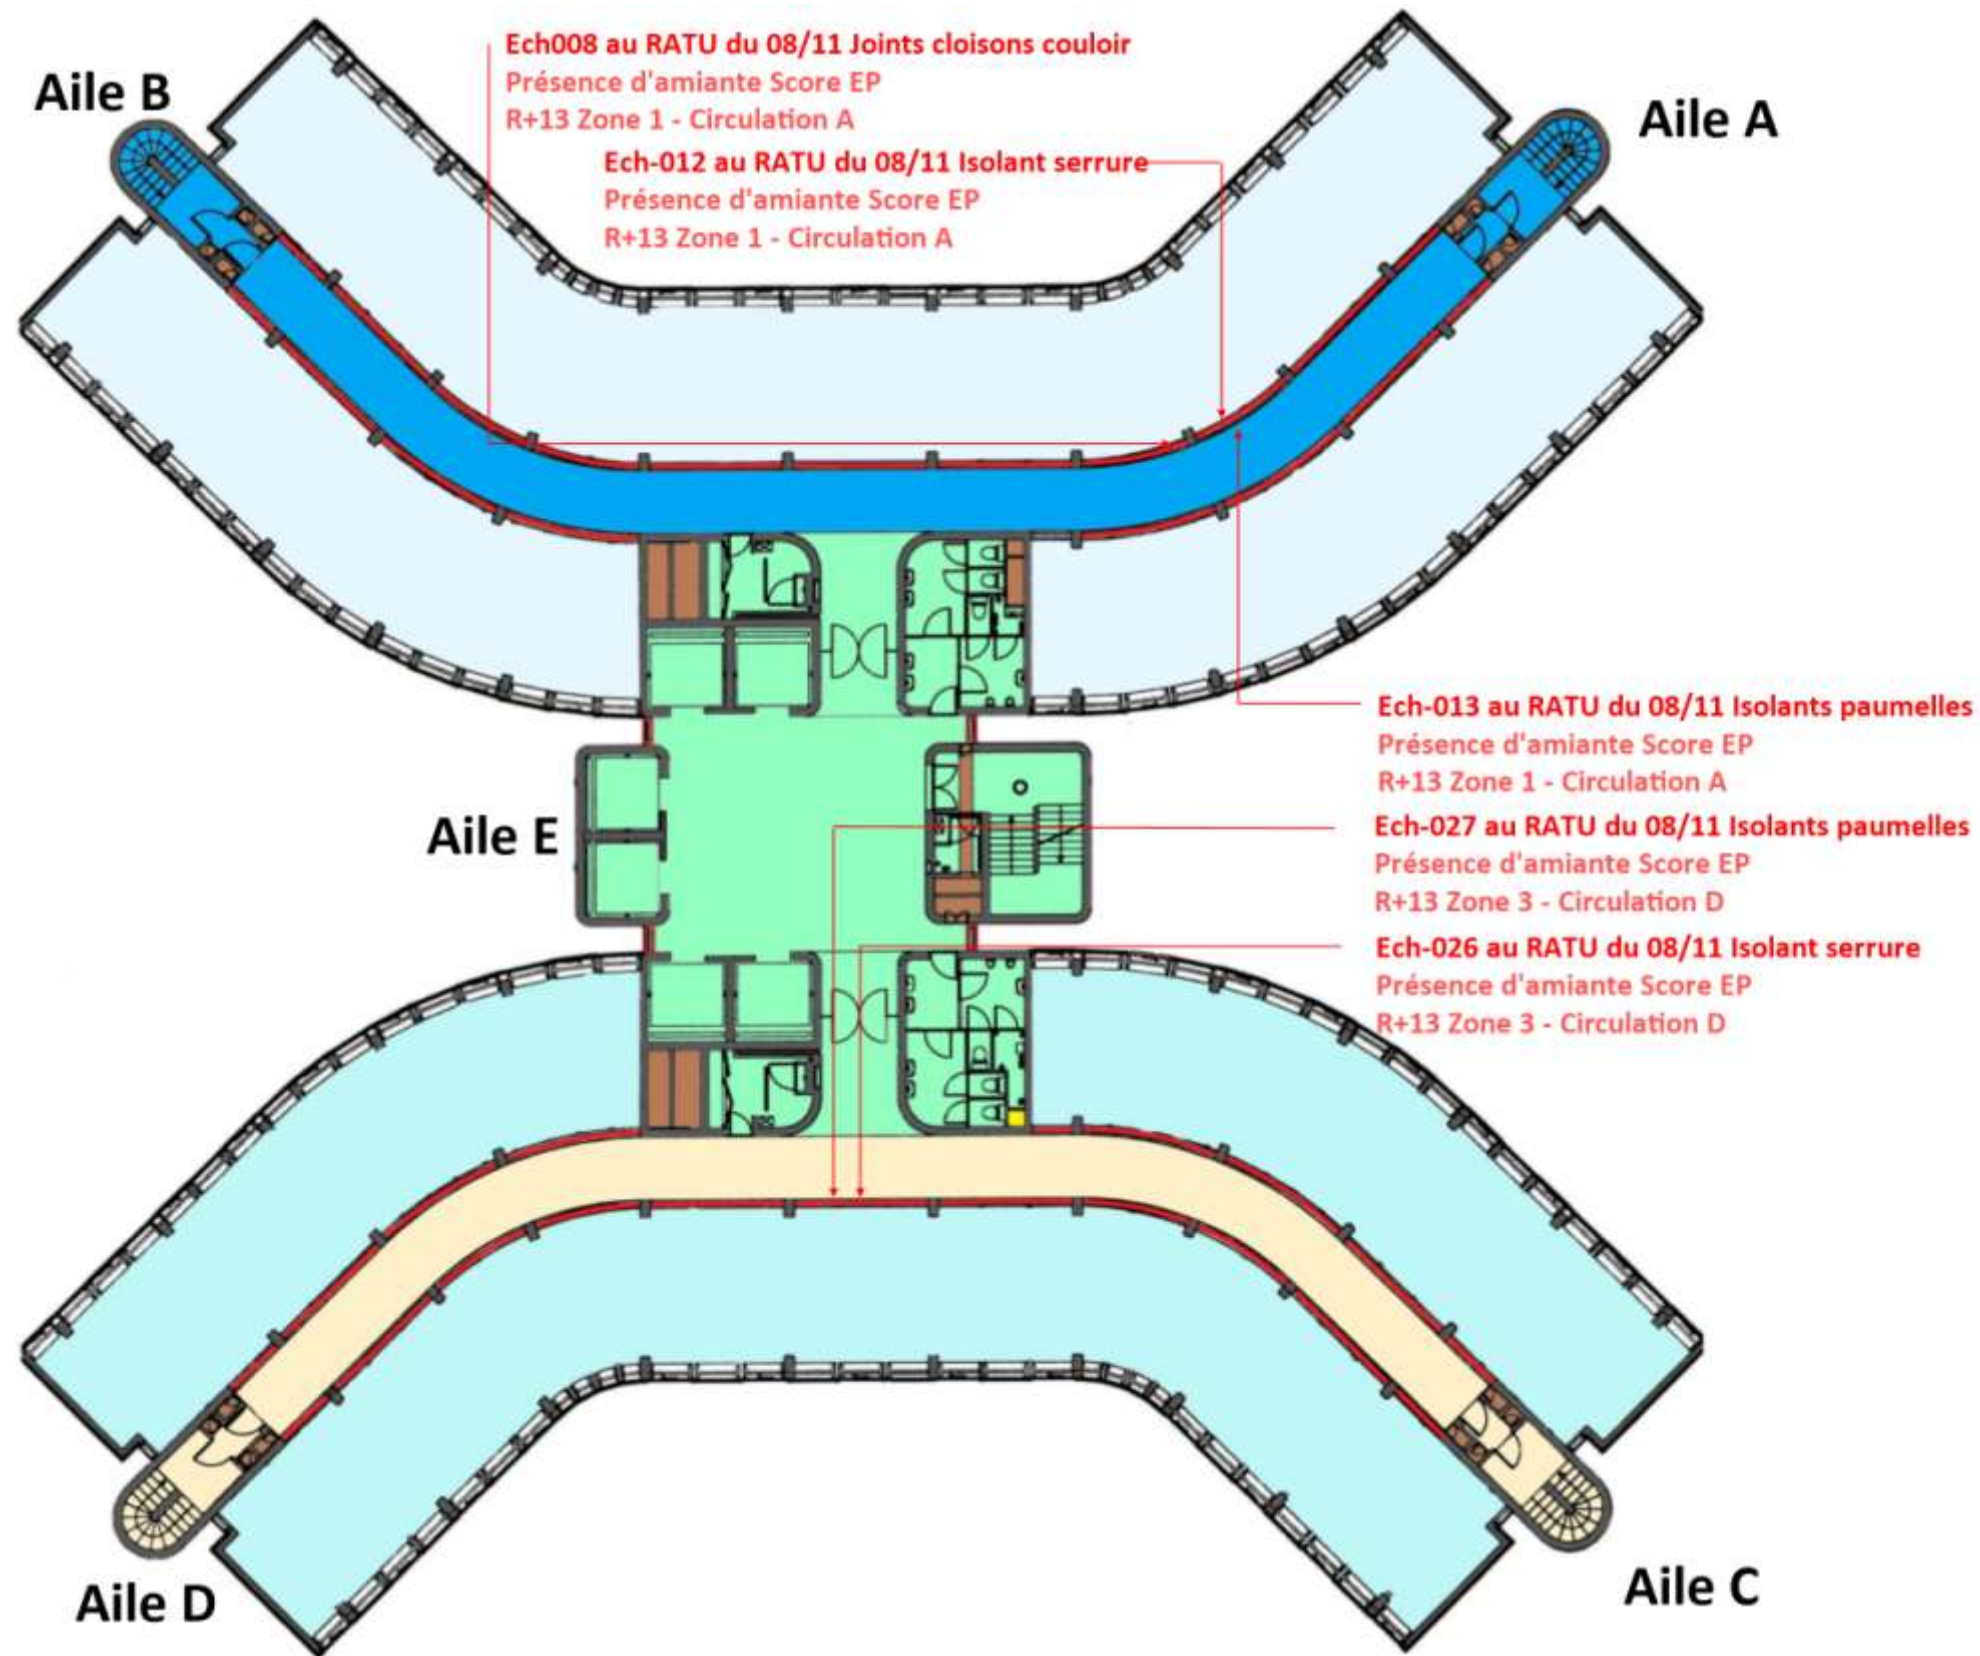 Ech008 au RATU du 08/11 Joints cloisons couloir
Présence d'amiante Score EP
R+13 Zone 1 - Circulation A
Aile B
Aile A
Ech-012 au RATU du 08/11 Isolant serrure
Présence d'amiante Score EP
R+13 Zone 1 - Circulation A
Ech-013 au RATU du 08/11 Isolants paumelles
Présence d'amiante Score EP
R+13 Zone 1 - Circulation A
Aile E
Ech-027 au RATU du 08/11 Isolants paumelles
Présence d'amiante Score EP
R+13 Zone 3 - Circulation D
Ech-026 au RATU du 08/11 Isolant serrure
Présence d'amiante Score EP
R+13 Zone 3 - Circulation D
Aile D
Aile C